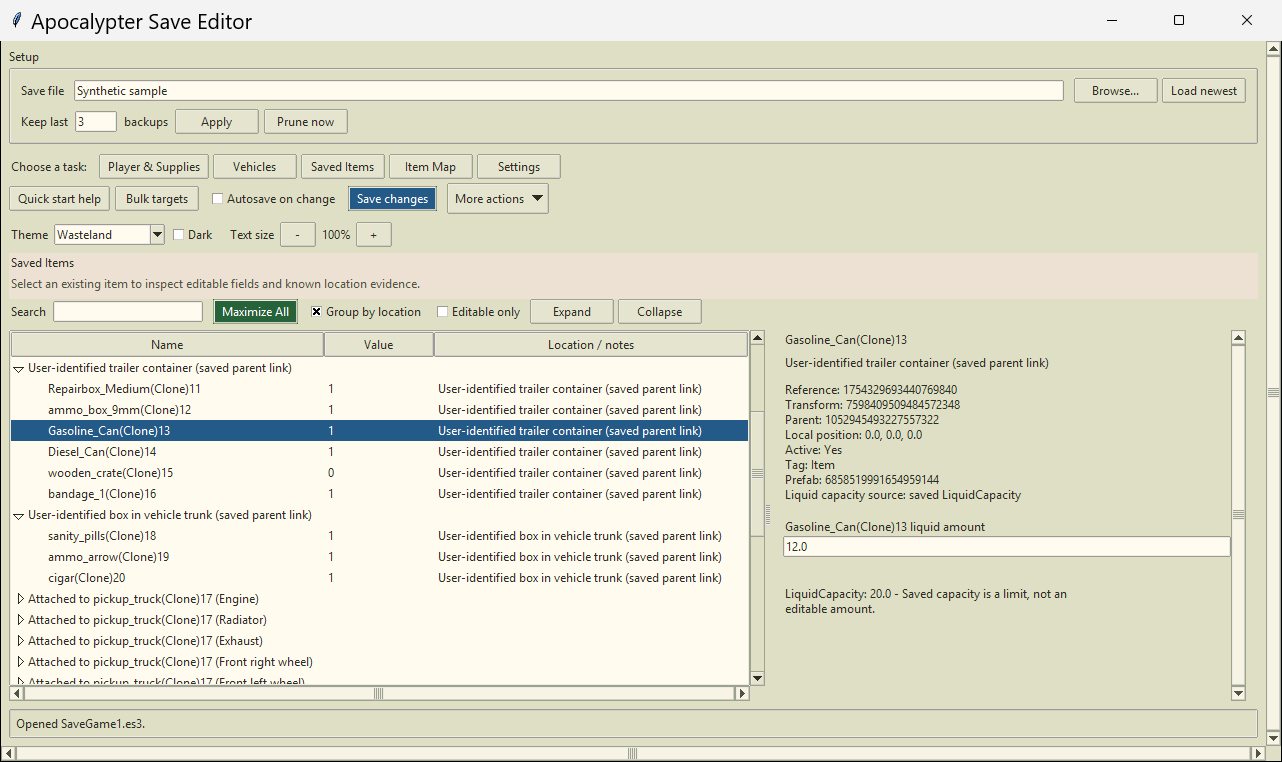 Apocalypter Save Editor
Setup
Save file Synthetic sample Browse... Load newest
Keep last 3 backups Apply Prune now
Choose a task: Player & Supplies Vehicles Saved Items Item Map Settings
Quick start help Bulk targets Autosave on change Save changes More actions
Theme Wasteland Dark Text size - 100% +
Saved Items
Select an existing item to inspect editable fields and known location evidence.
Search Maximize All Group by location Editable only Expand Collapse
Name Value Location / notes
User-identified trailer container (saved parent link)
Repairbox_Medium(Clone)11 1 User-identified trailer container (saved parent link)
ammo_box_9mm(Clone)12 1 User-identified trailer container (saved parent link)
Gasoline_Can(Clone)13 1 User-identified trailer container (saved parent link)
Diesel_Can(Clone)14 1 User-identified trailer container (saved parent link)
wooden_crate(Clone)15 0 User-identified trailer container (saved parent link)
bandage_1(Clone)16 1 User-identified trailer container (saved parent link)
User-identified box in vehicle trunk (saved parent link)
sanity_pills(Clone)18 1 User-identified box in vehicle trunk (saved parent link)
ammo_arrow(Clone)19 1 User-identified box in vehicle trunk (saved parent link)
cigar(Clone)20 1 User-identified box in vehicle trunk (saved parent link)
Attached to pickup_truck(Clone)17 (Engine)
Attached to pickup_truck(Clone)17 (Radiator)
Attached to pickup_truck(Clone)17 (Exhaust)
Attached to pickup_truck(Clone)17 (Front right wheel)
Attached to pickup_truck(Clone)17 (Front left wheel)
Gasoline_Can(Clone)13
User-identified trailer container (saved parent link)
Reference: 1754329693440769840
Transform: 7598409509484572348
Parent: 1052945493227557322
Local position: 0.0, 0.0, 0.0
Active: Yes
Tag: Item
Prefab: 6858519991654959144
Liquid capacity source: saved LiquidCapacity
Gasoline_Can(Clone)13 liquid amount
12.0
LiquidCapacity: 20.0 - Saved capacity is a limit, not an
editable amount.
Opened SaveGame1.es3.